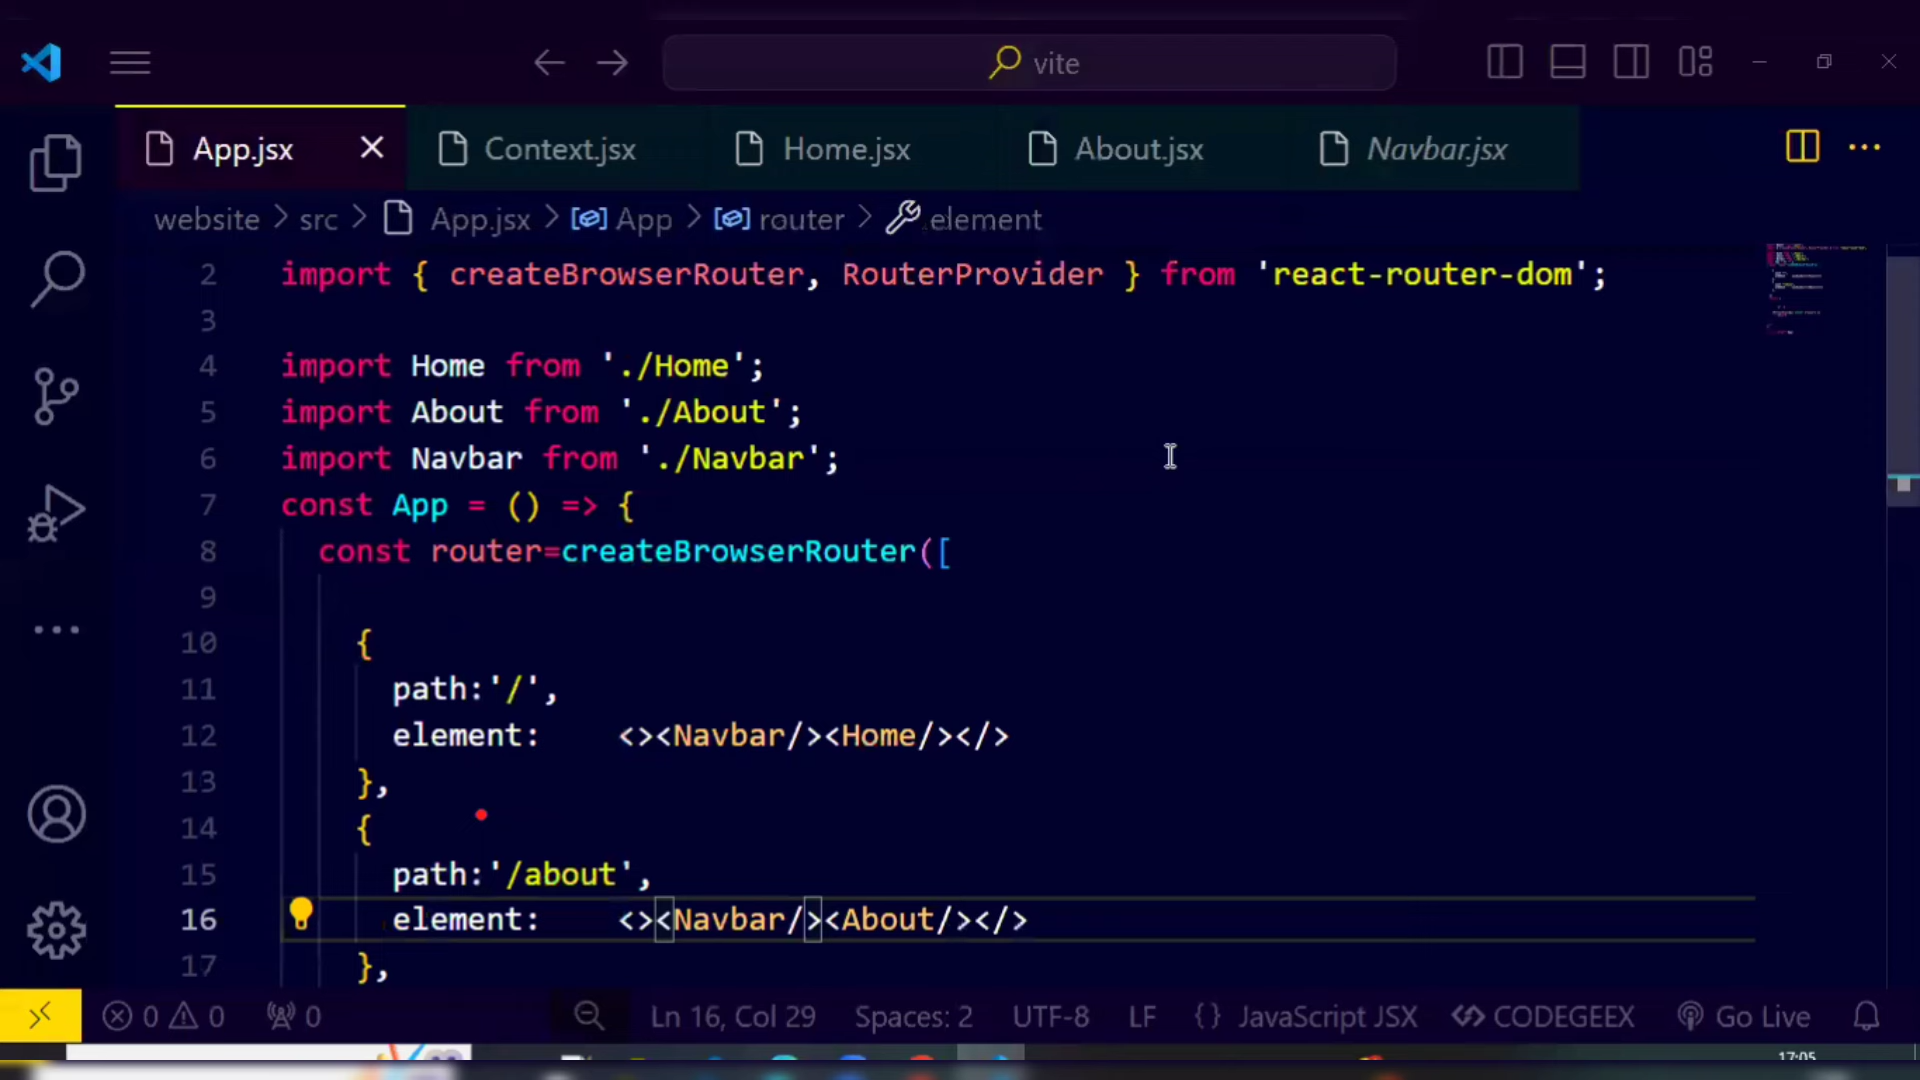 vite
App.jsx Context.jsx Home.jsx About.jsx Navbar.jsx
website > src > App.jsx > App > router > element
2 import { createBrowserRouter, RouterProvider } from 'react-router-dom';
3
4 import Home from './Home';
5 import About from './About';
6 import Navbar from './Navbar';
7 const App = () => {
8 const router=createBrowserRouter([
9
10 {
11 path:'/',
12 element: <><Navbar/><Home/></>
13 },
14 {
15 path:'/about',
16 element: <><Navbar/><About/></>
17 },
0 0 0 Ln 16, Col 29 Spaces: 2 UTF-8 LF {} JavaScript JSX CODEGEEX Go Live
17:05